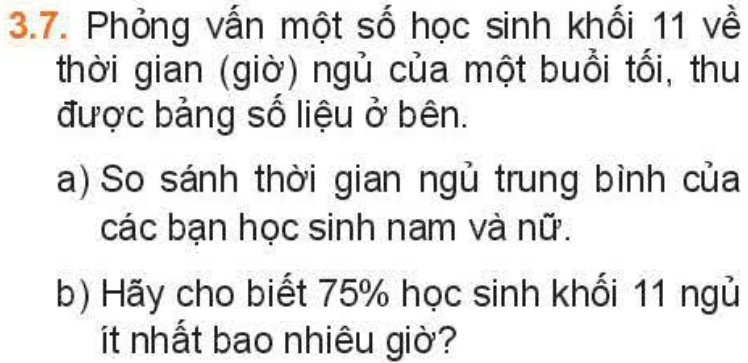 3.7. Phỏng vấn một số học sinh khối 11 về
thời gian (giờ) ngủ của một buổi tối, thu
được bảng số liệu ở bên.
a) So sánh thời gian ngủ trung bình của
các bạn học sinh nam và nữ.
b) Hãy cho biết 75% học sinh khối 11 ngủ
ít nhất bao nhiêu giờ?